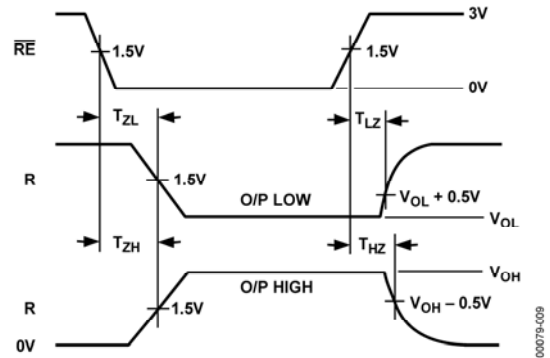 3V
RE
1.5V
1.5V
0V
TZL
TLZ
R
1.5V
O/P LOW
VOL + 0.5V
VOL
TZH
THZ
VOH
O/P HIGH
R
1.5V
VOH – 0.5V
0V
00079-009